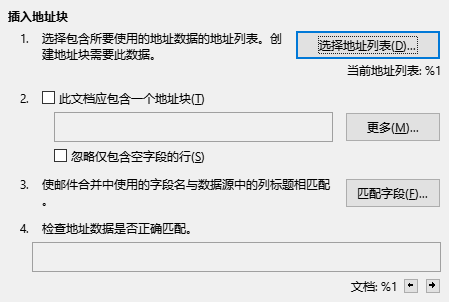 插入地址块
1. 选择包含所要使用的地址数据的地址列表。创
建地址块需要此数据。
选择地址列表(D)...
当前地址列表: %1
2. 此文档应包含一个地址块(T)
更多(M)...
忽略仅包含空字段的行(S)
3. 使邮件合并中使用的字段名与数据源中的列标题相匹配
。
匹配字段(F)...
4. 检查地址数据是否正确匹配。
文档: %1